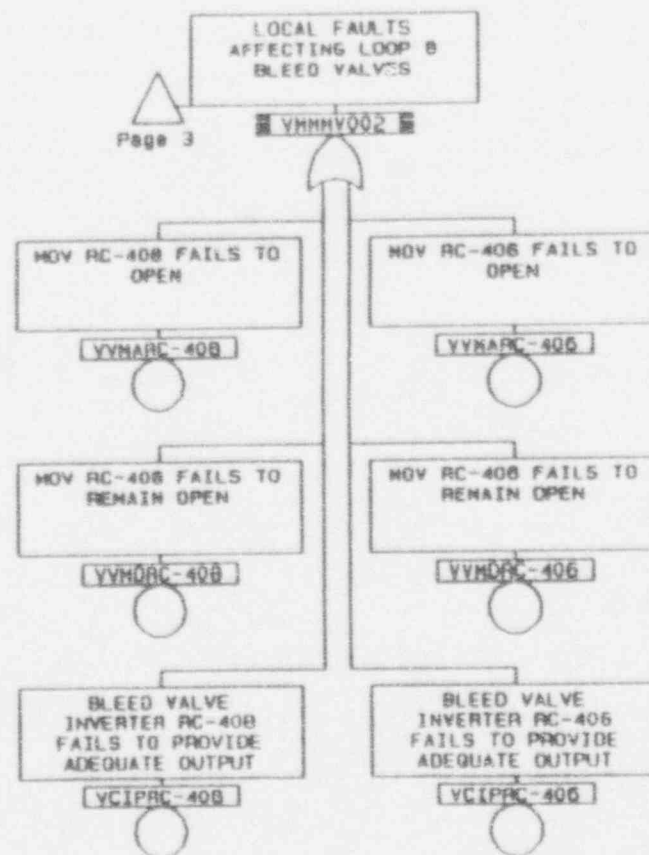 LOCAL FAULTS
AFFECTING LOOP B
BLEED VALVES
Page 3
VMMMV002
MOV RC-408 FAILS TO
OPEN
VVMARC-408
MOV RC-406 FAILS TO
OPEN
VVMARC-406
MOV RC-408 FAILS TO
REMAIN OPEN
VVMDRC-408
MOV RC-406 FAILS TO
REMAIN OPEN
VVMDRC-406
BLEED VALVE
INVERTER RC-408
FAILS TO PROVIDE
ADEQUATE OUTPUT
VCIPRC-408
BLEED VALVE
INVERTER RC-406
FAILS TO PROVIDE
ADEQUATE OUTPUT
VCIPRC-406